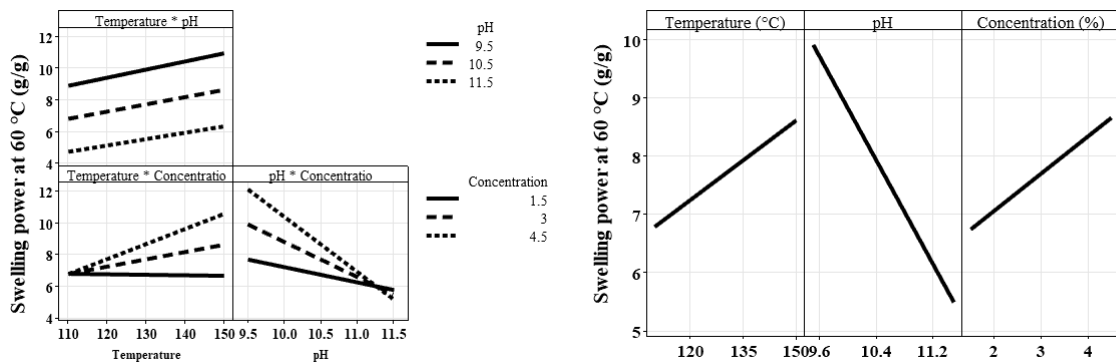 Temperature * pH
12
10
8
6
4
pH
9.5
10.5
11.5
Swelling power at 60 °C (g/g)
Temperature * Concentratio
pH * Concentratio
12
10
8
6
4
Concentration
1.5
3
4.5
110 120 130 140 150 9.5 10.0 10.5 11.0 11.5
Temperature
pH
Temperature (°C)
pH
Concentration (%)
Swelling power at 60 °C (g/g)
10
9
8
7
6
5
120 135 150 9.6 10.4 11.2 2 3 4